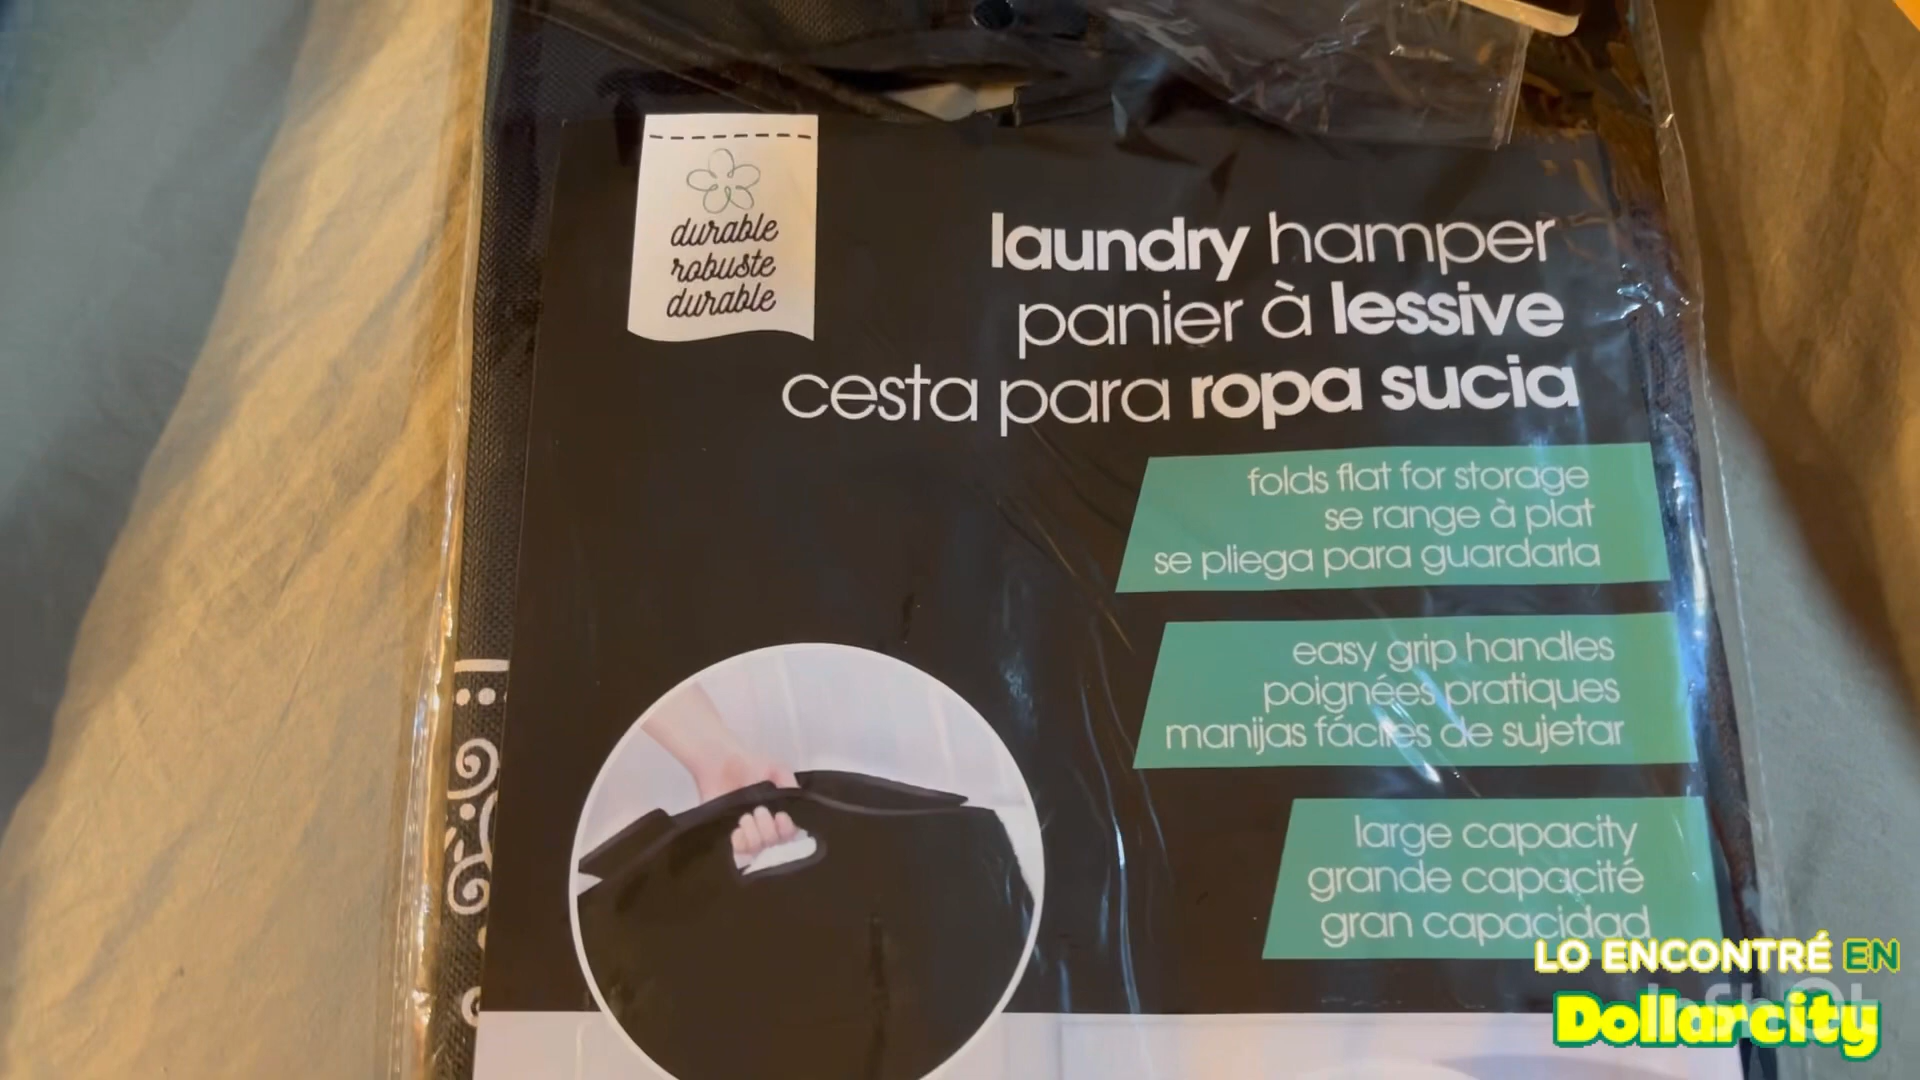 durable
robuste
durable
laundry hamper
panier à lessive
cesta para ropa sucia
folds flat for storage
se range à plat
se pliega para guardarla
easy grip handles
poignées pratiques
manijas fáciles de sujetar
large capacity
grande capacité
gran capacidad
LO ENCONTRÉ EN
Dollarcity